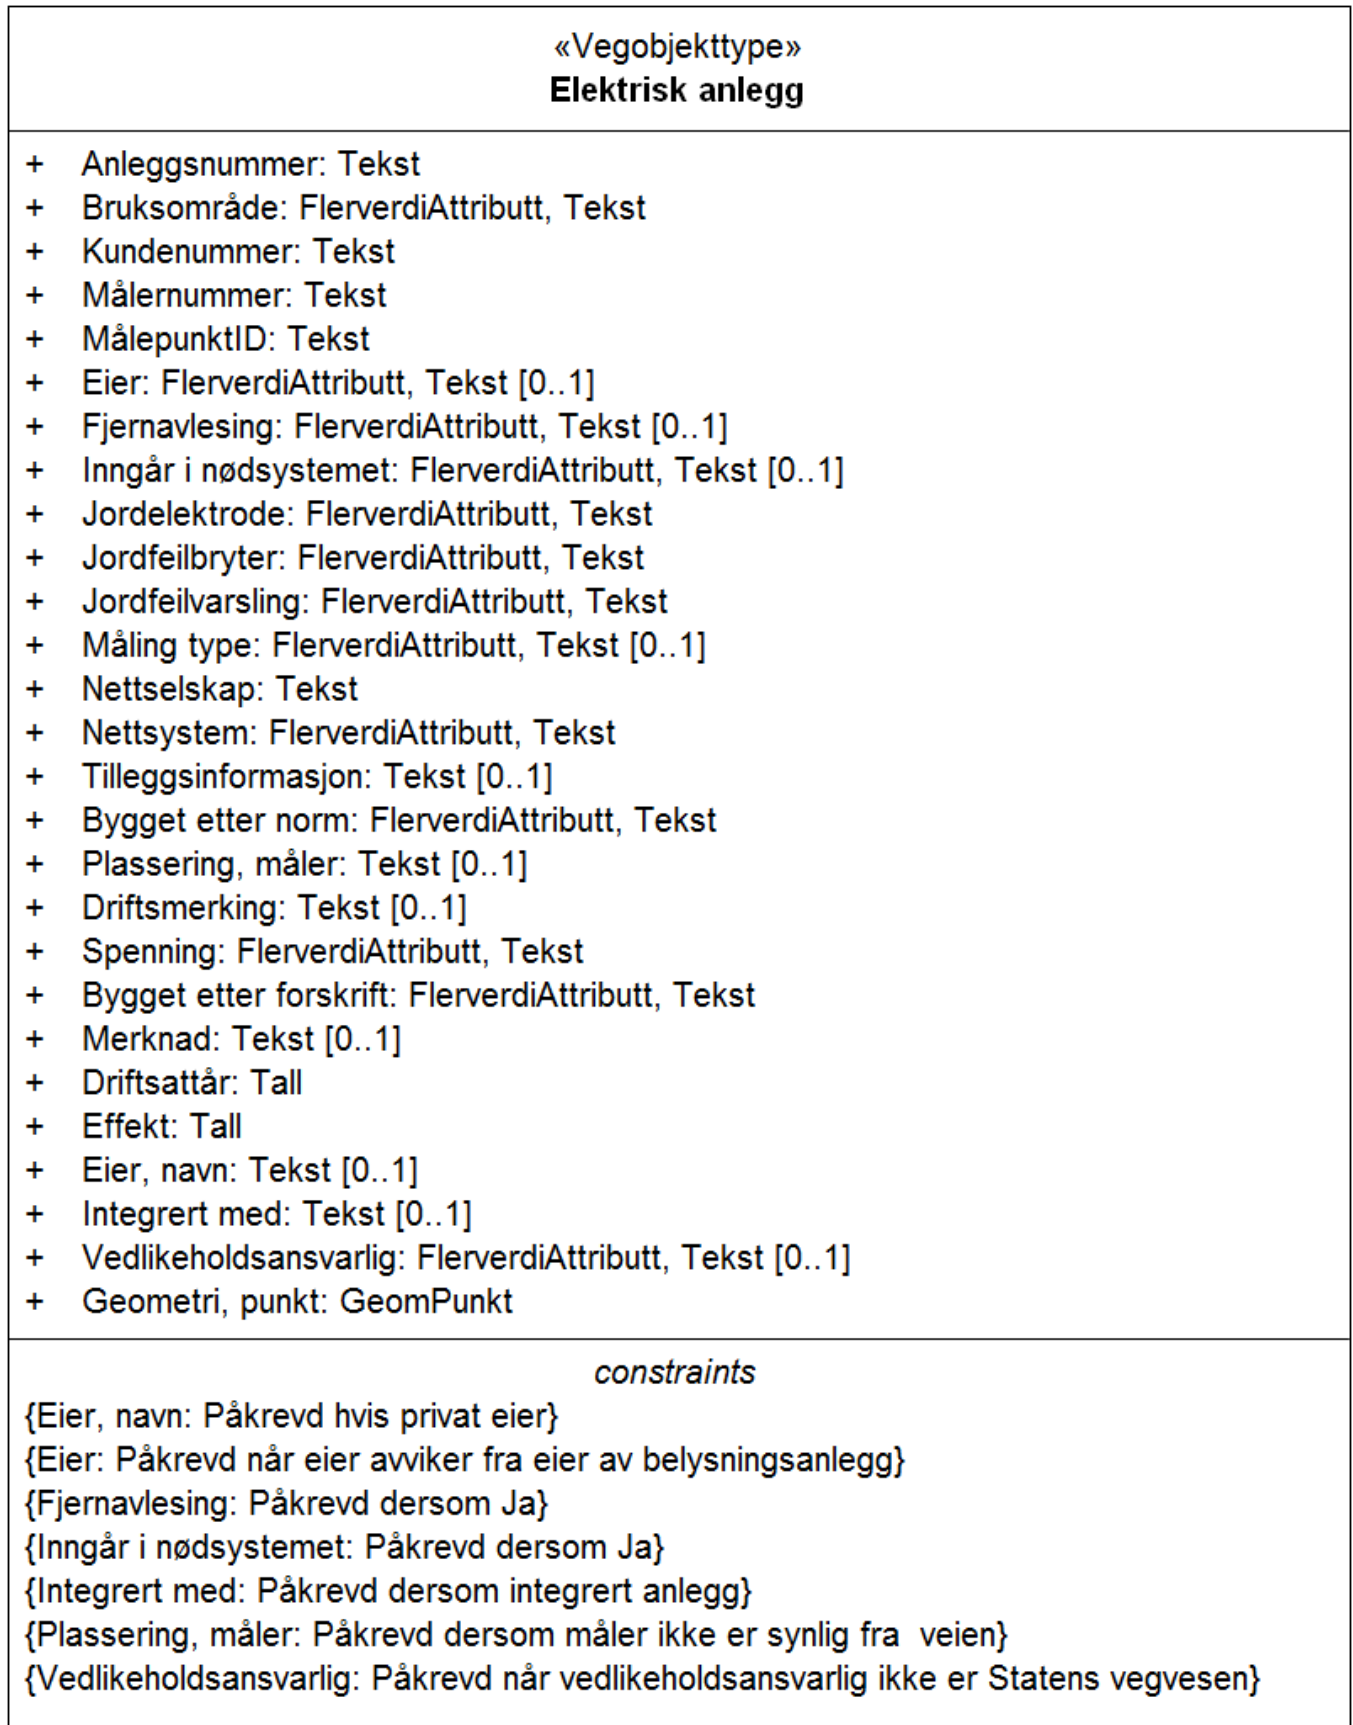 «Vegobjekttype»
Elektrisk anlegg
+ Anleggsnummer: Tekst
+ Bruksområde: FlerverdiAttributt, Tekst
+ Kundenummer: Tekst
+ Målernummer: Tekst
+ MålepunktID: Tekst
+ Eier: FlerverdiAttributt, Tekst [0..1]
+ Fjernavlesing: FlerverdiAttributt, Tekst [0..1]
+ Inngår i nødsystemet: FlerverdiAttributt, Tekst [0..1]
+ Jordelektrode: FlerverdiAttributt, Tekst
+ Jordfeilbryter: FlerverdiAttributt, Tekst
+ Jordfeilvarsling: FlerverdiAttributt, Tekst
+ Måling type: FlerverdiAttributt, Tekst [0..1]
+ Nettselskap: Tekst
+ Nettsystem: FlerverdiAttributt, Tekst
+ Tilleggsinformasjon: Tekst [0..1]
+ Bygget etter norm: FlerverdiAttributt, Tekst
+ Plassering, måler: Tekst [0..1]
+ Driftsmerking: Tekst [0..1]
+ Spenning: FlerverdiAttributt, Tekst
+ Bygget etter forskrift: FlerverdiAttributt, Tekst
+ Merknad: Tekst [0..1]
+ Driftsattår: Tall
+ Effekt: Tall
+ Eier, navn: Tekst [0..1]
+ Integrert med: Tekst [0..1]
+ Vedlikeholdsansvarlig: FlerverdiAttributt, Tekst [0..1]
+ Geometri, punkt: GeomPunkt
constraints
{Eier, navn: Påkrevd hvis privat eier}
{Eier: Påkrevd når eier avviker fra eier av belysningsanlegg}
{Fjernavlesing: Påkrevd dersom Ja}
{Inngår i nødsystemet: Påkrevd dersom Ja}
{Integrert med: Påkrevd dersom integrert anlegg}
{Plassering, måler: Påkrevd dersom måler ikke er synlig fra  veien}
{Vedlikeholdsansvarlig: Påkrevd når vedlikeholdsansvarlig ikke er Statens vegvesen}